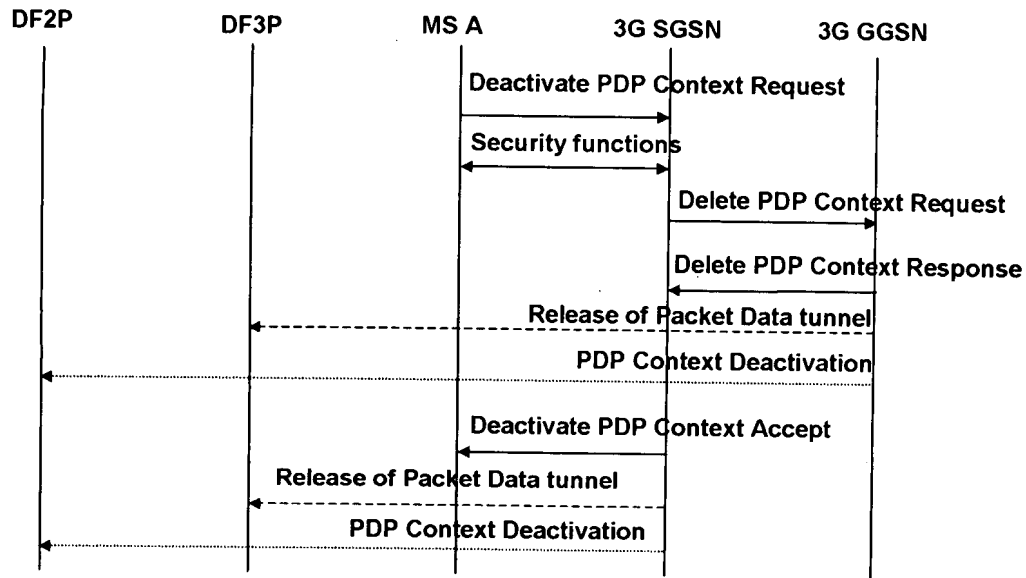 DF2P
DF3P
MS A
3G SGSN
3G GGSN
Deactivate PDP Context Request
Security functions
Delete PDP Context Request
Delete PDP Context Response
Release of Packet Data tunnel
PDP Context Deactivation
Deactivate PDP Context Accept
Release of Packet Data tunnel
PDP Context Deactivation